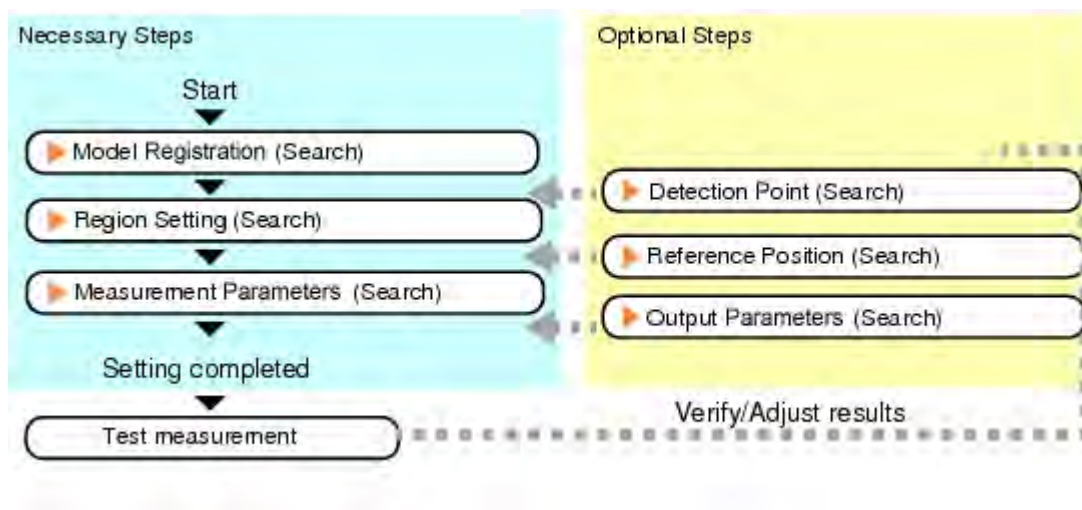 Necessary Steps
Start
Model Registration (Search)
Region Setting (Search)
Measurement Parameters (Search)
Setting completed
Test measurement
Optional Steps
Detection Point (Search)
Reference Position (Search)
Output Parameters (Search)
Verify/Adjust results